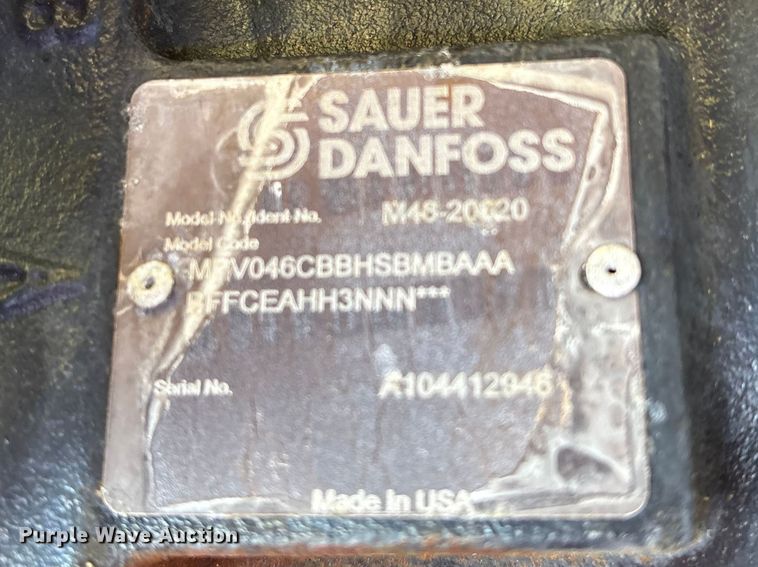 SAUER
DANFOSS
Model No./Ident No. M46-20620
Model Code
MPV046CBBHSBMBAAA
BFFCEAHH3NNN***
Serial No. A104412946
Made In USA
Purple Wave Auction